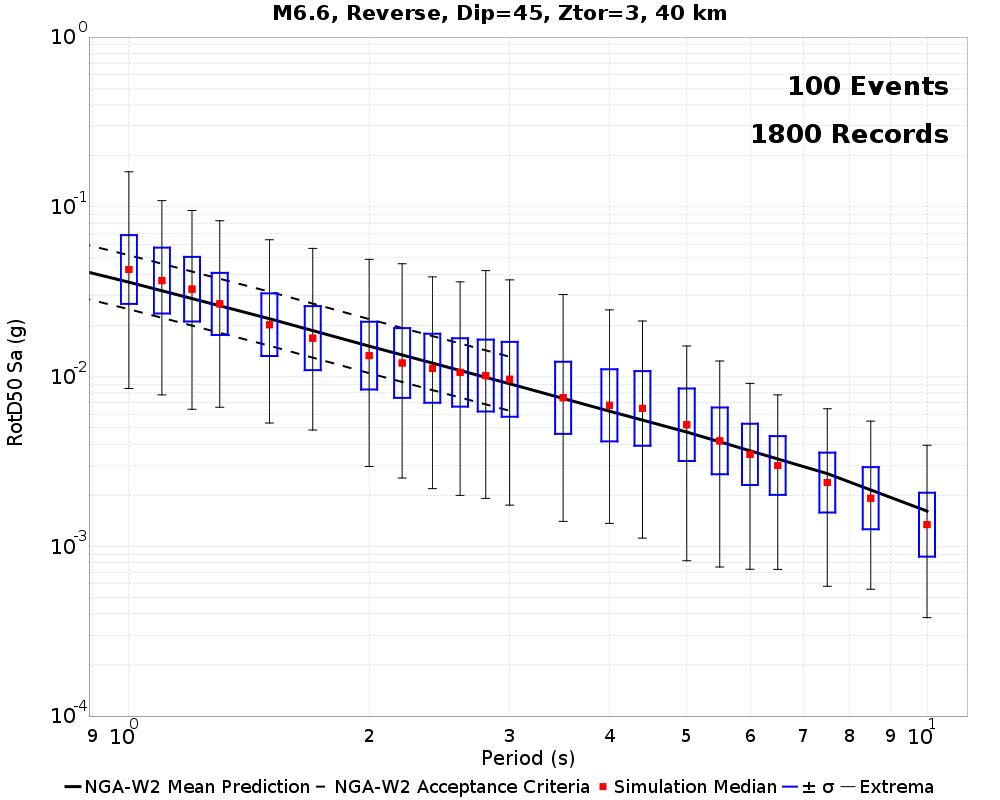 M6.6, Reverse, Dip=45, Ztor=3, 40 km
100 Events
1800 Records
RotD50 Sa (g)
10^0
10^-1
10^-2
10^-3
10^-4
9 10^0 2 3 4 5 6 7 8 9 10^1
Period (s)
NGA-W2 Mean Prediction NGA-W2 Acceptance Criteria Simulation Median ± σ Extrema